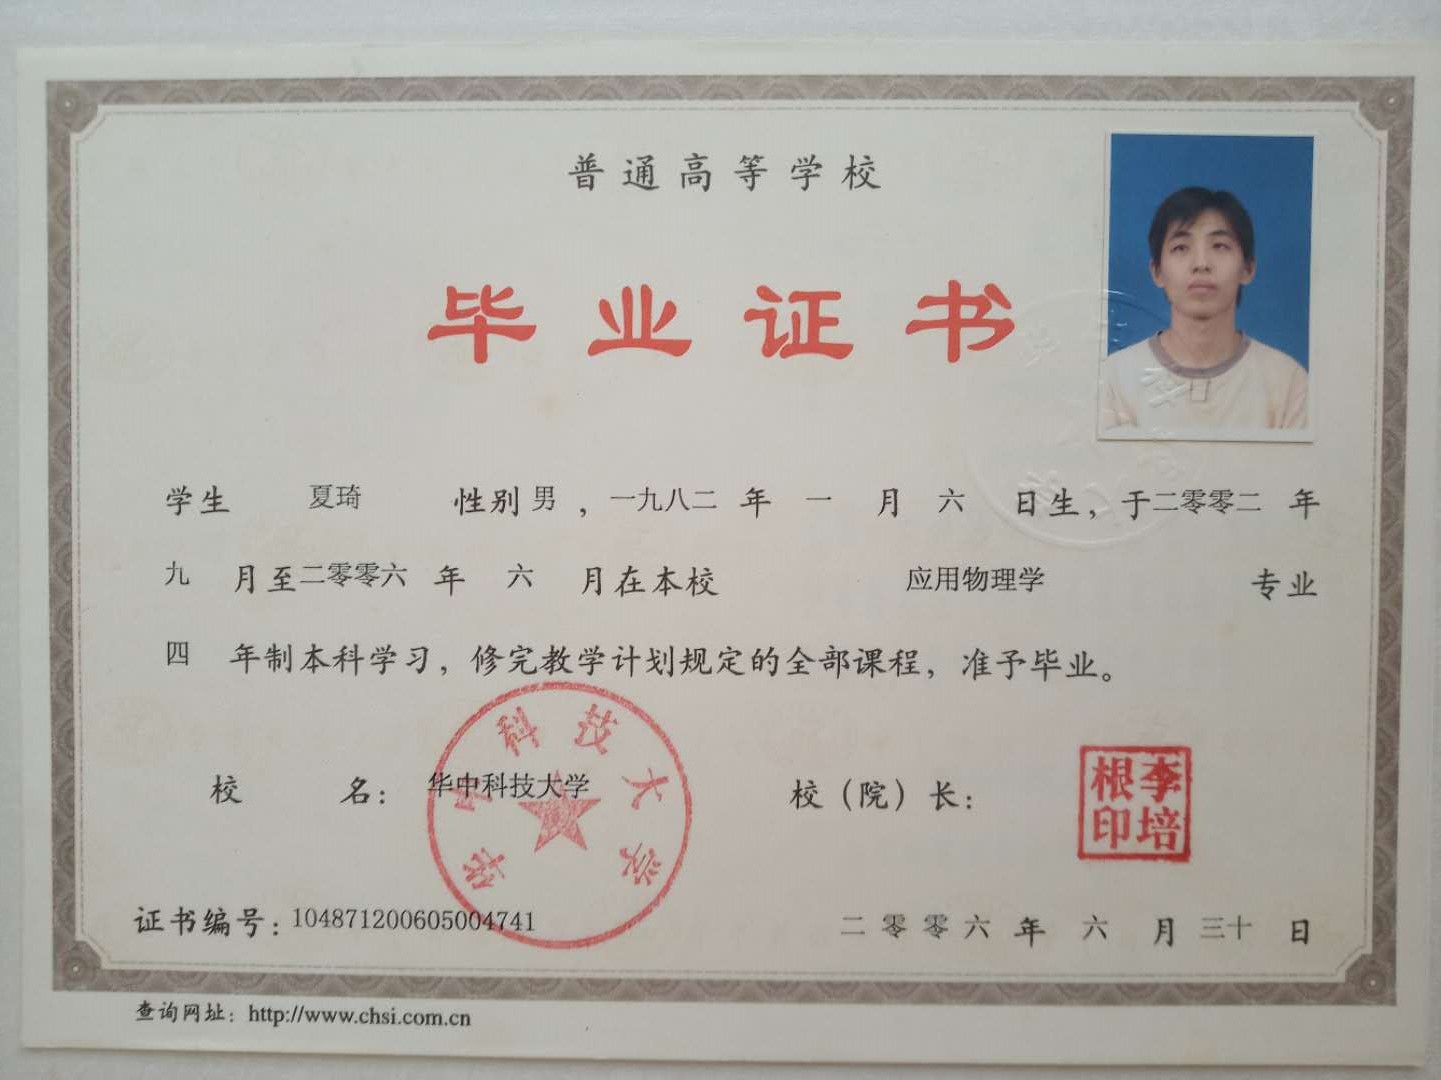 普通高等学校
毕业证书
学生 夏琦 性别 男，一九八二 年 一 月 六 日生，于二零零二 年
九 月至二零零六 年 六 月在本校 应用物理学 专业
四 年制本科学习，修完教学计划规定的全部课程，准予毕业。
校 名：华中科技大学 校（院）长：
华中科技大学
李培根印
证书编号：104871200605004741 二零零六 年 六 月 三十 日
查询网址：http://www.chsi.com.cn